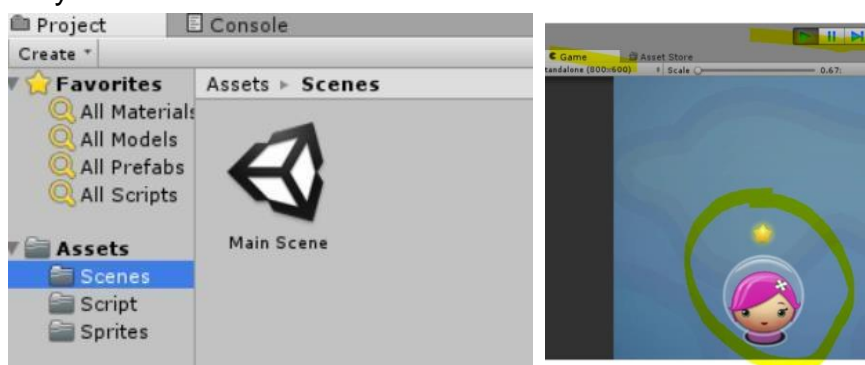 Project
Console
Create
Favorites
All Materials
All Models
All Prefabs
All Scripts
Assets
Scenes
Script
Sprites
Assets ▸ Scenes
Main Scene
Game
Asset Store
tandalone (800x600)
Scale
0.67